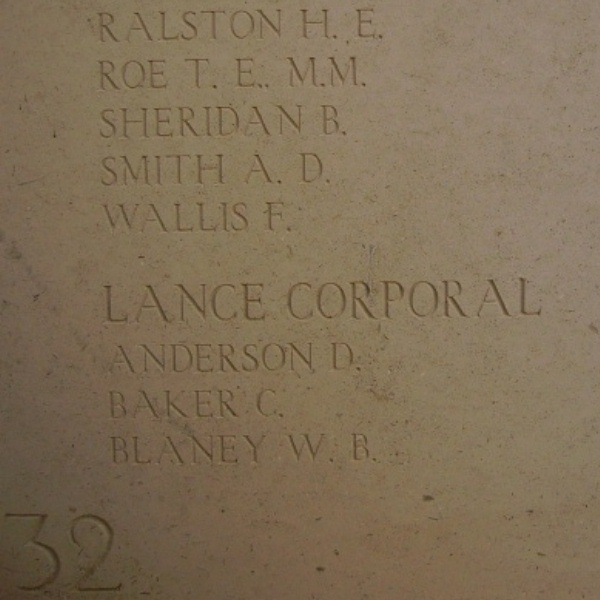 RALSTON H. E.
ROE T. E., M.M.
SHERIDAN B.
SMITH A. D.
WALLIS F.
LANCE CORPORAL
ANDERSON D.
BAKER C.
BLANEY W. B.
32